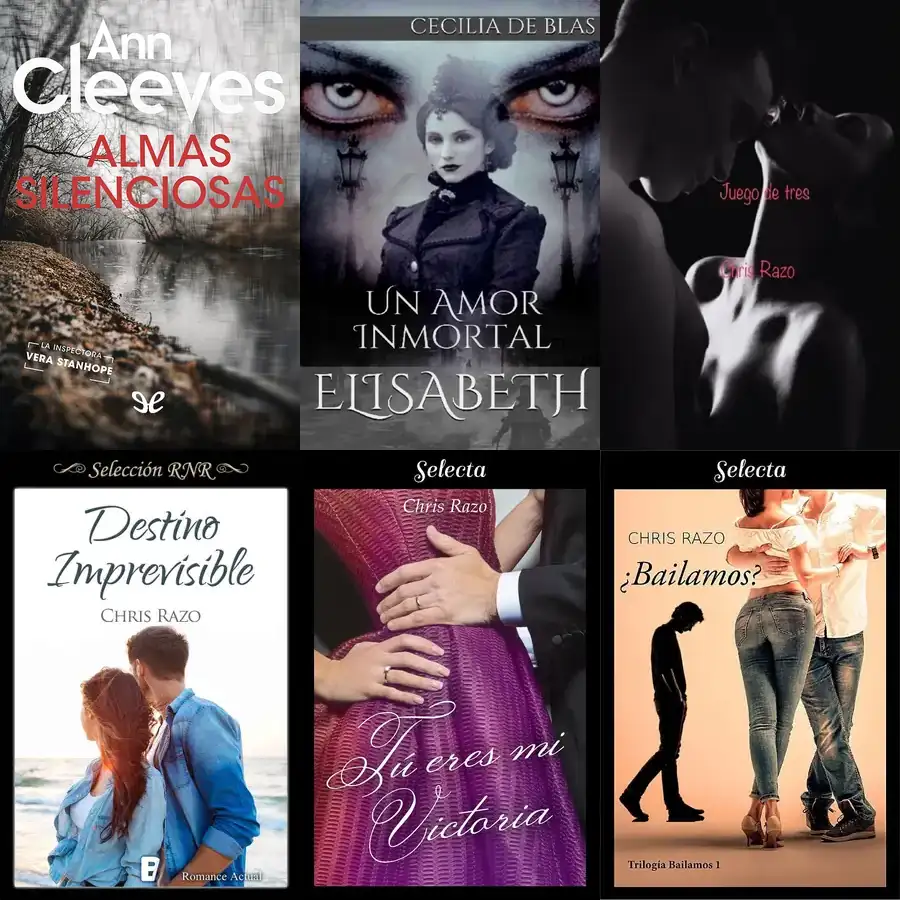 Ann
Cleeves
ALMAS
SILENCIOSAS
LA INSPECTORA
VERA STANHOPE
CECILIA DE BLAS
UN AMOR
INMORTAL
ELISABETH
Juego de tres
Chris Razo
Selección RNR
Destino
Imprevisible
CHRIS RAZO
B
Romance Actual
Selecta
Chris Razo
Tú eres mi
Victoria
Selecta
CHRIS RAZO
¿Bailamos?
Trilogía Bailamos 1